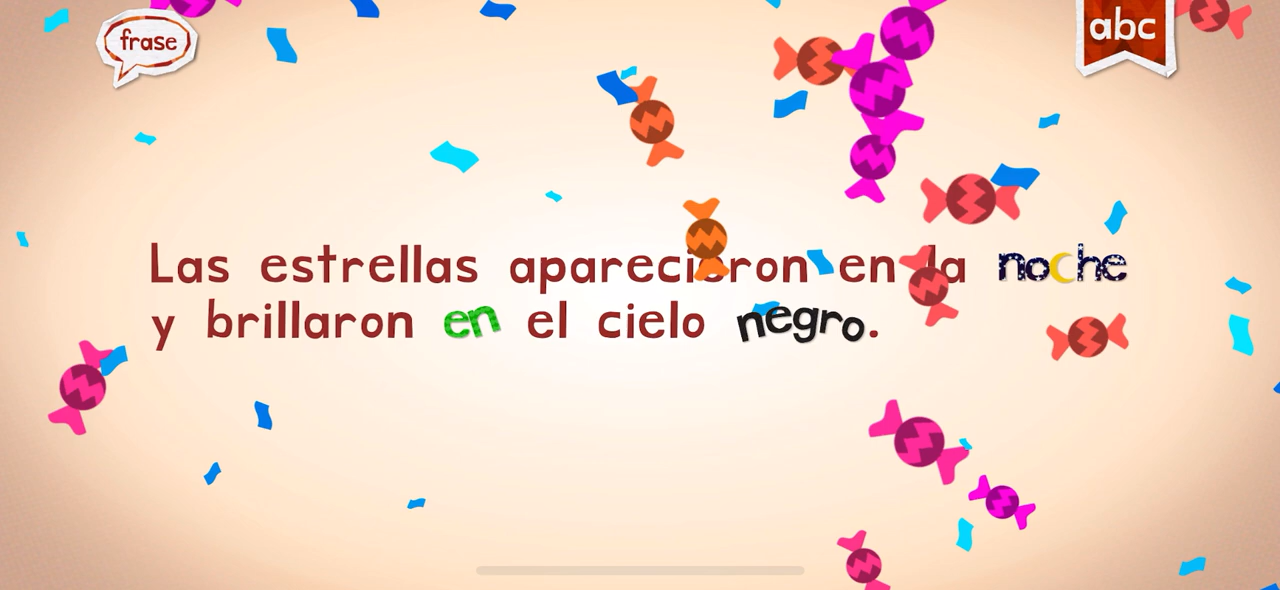 frase
abc
Las estrellas aparecieron en la noche
y brillaron en el cielo negro.